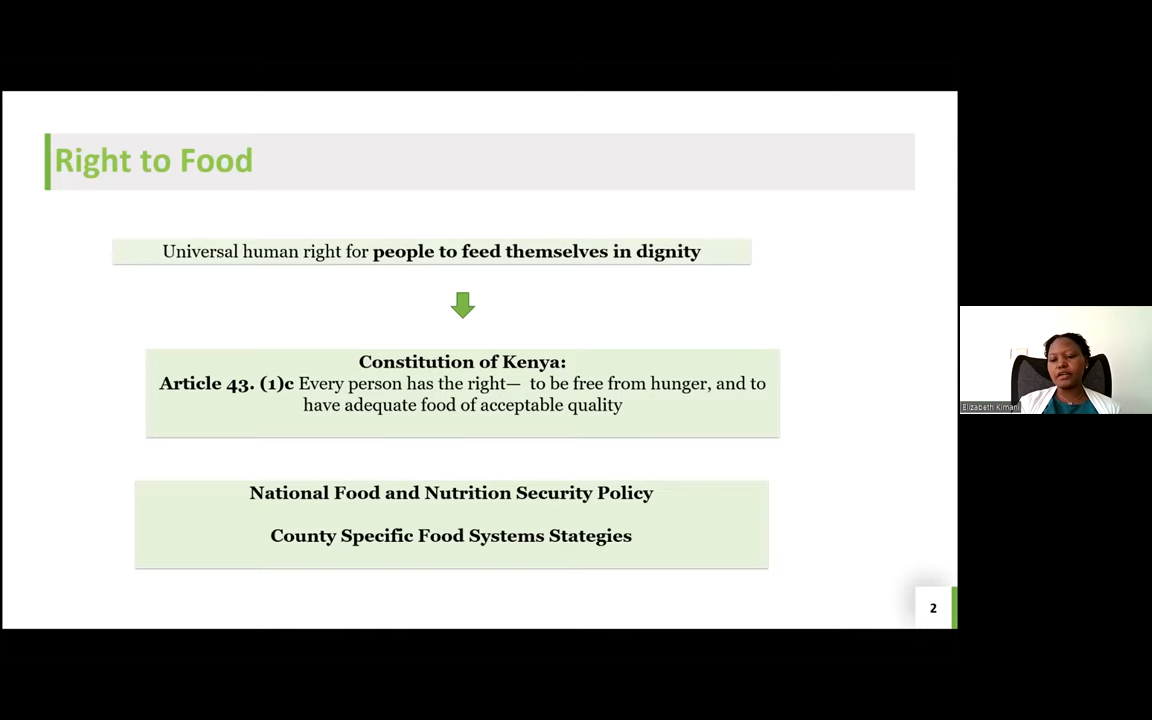 Right to Food
Universal human right for people to feed themselves in dignity
Constitution of Kenya:
Article 43. (1)c Every person has the right— to be free from hunger, and to
have adequate food of acceptable quality
National Food and Nutrition Security Policy
County Specific Food Systems Stategies
2
Elizabeth Kimani